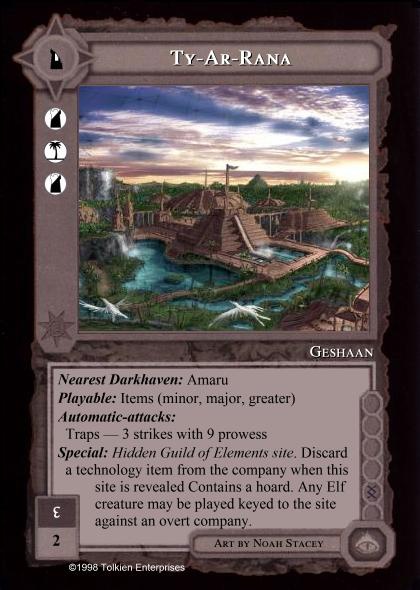 Ty-Ar-Rana
Geshaan
Nearest Darkhaven: Amaru
Playable: Items (minor, major, greater)
Automatic-attacks:
Traps — 3 strikes with 9 prowess
Special: Hidden Guild of Elements site. Discard
a technology item from the company when this
site is revealed Contains a hoard. Any Elf
creature may be played keyed to the site
against an overt company.
ε
2
Art by Noah Stacey
©1998 Tolkien Enterprises